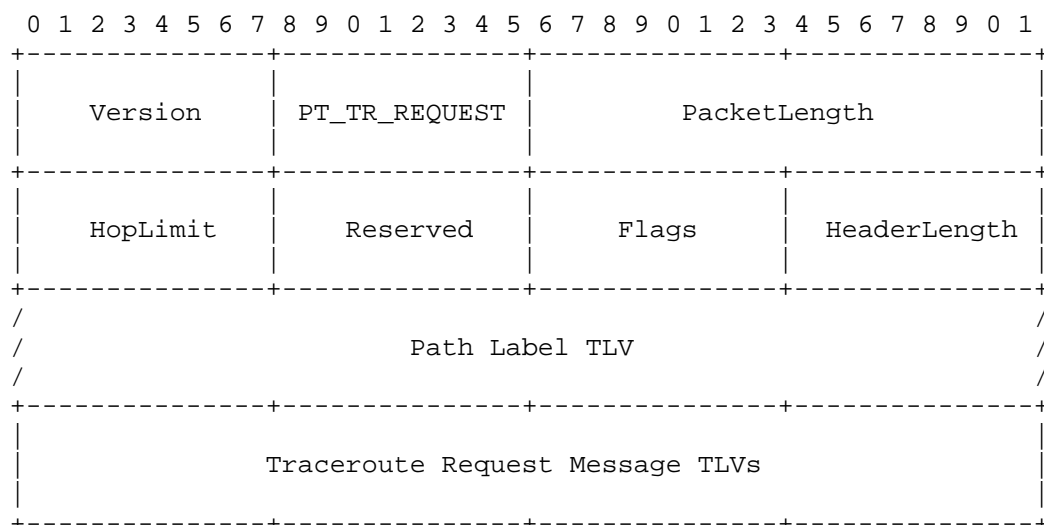 0 1 2 3 4 5 6 7 8 9 0 1 2 3 4 5 6 7 8 9 0 1 2 3 4 5 6 7 8 9 0 1
Version PT_TR_REQUEST PacketLength
HopLimit Reserved Flags HeaderLength
Path Label TLV
Traceroute Request Message TLVs